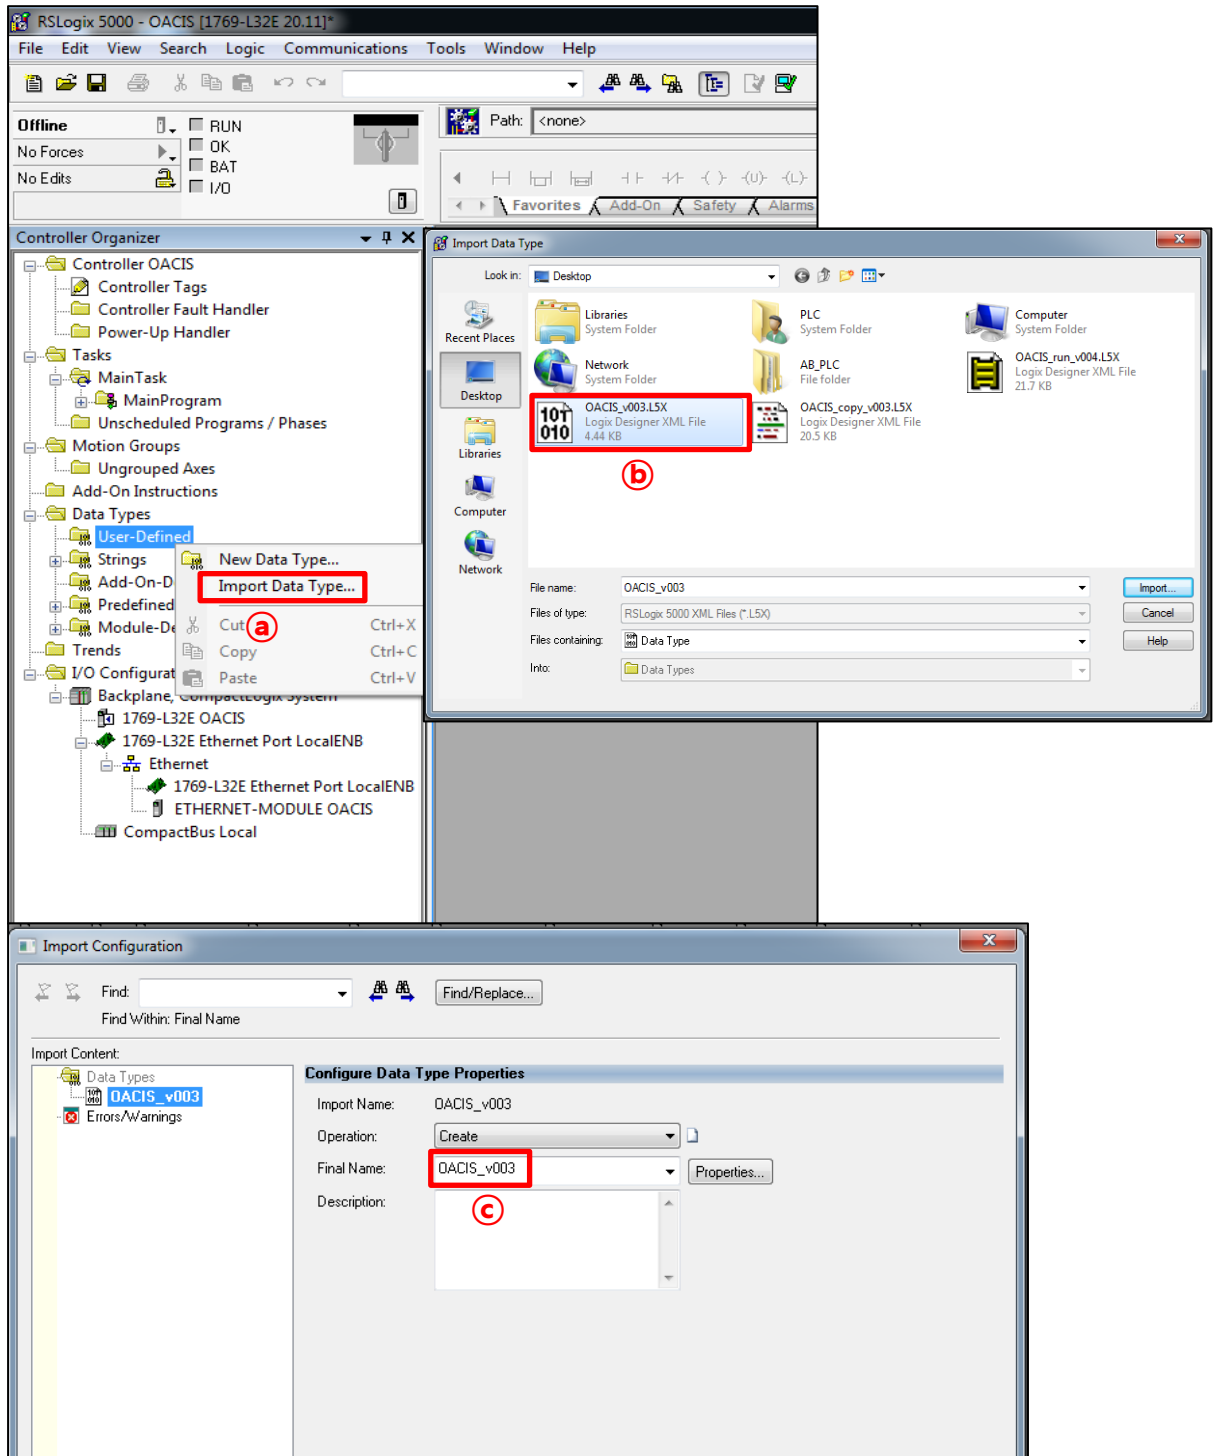 RSLogix 5000 - OACIS [1769-L32E 20.11]*
File Edit View Search Logic Communications Tools Window Help
Offline
RUN
No Forces
OK
No Edits
BAT
I/O
Path: <none>
Favorites Add-On Safety Alarms
Controller Organizer
Controller OACIS
Controller Tags
Controller Fault Handler
Power-Up Handler
Tasks
MainTask
MainProgram
Unscheduled Programs / Phases
Motion Groups
Ungrouped Axes
Add-On Instructions
Data Types
User-Defined
Strings
Add-On-D
Predefined
Module-De
Trends
I/O Configurat
Backplane, CompactLogix System
1769-L32E OACIS
1769-L32E Ethernet Port LocalENB
Ethernet
1769-L32E Ethernet Port LocalENB
ETHERNET-MODULE OACIS
CompactBus Local
New Data Type...
Import Data Type...
ⓐ
Cut Ctrl+X
Copy Ctrl+C
Paste Ctrl+V
Import Data Type
Look in: Desktop
Recent Places
Desktop
Libraries
Computer
Network
Libraries
System Folder
PLC
System Folder
Computer
System Folder
Network
System Folder
AB_PLC
File folder
OACIS_run_v004.L5X
Logix Designer XML File
21.7 KB
OACIS_v003.L5X
Logix Designer XML File
4.44 KB
OACIS_copy_v003.L5X
Logix Designer XML File
20.5 KB
ⓑ
File name: OACIS_v003 Import...
Files of type: RSLogix 5000 XML Files (*.L5X) Cancel
Files containing: Data Type Help
Into: Data Types
Import Configuration
Find: Find/Replace...
Find Within: Final Name
Import Content:
Data Types
OACIS_v003
Errors/Warnings
Configure Data Type Properties
Import Name: OACIS_v003
Operation: Create
Final Name: OACIS_v003 Properties...
Description:
ⓒ